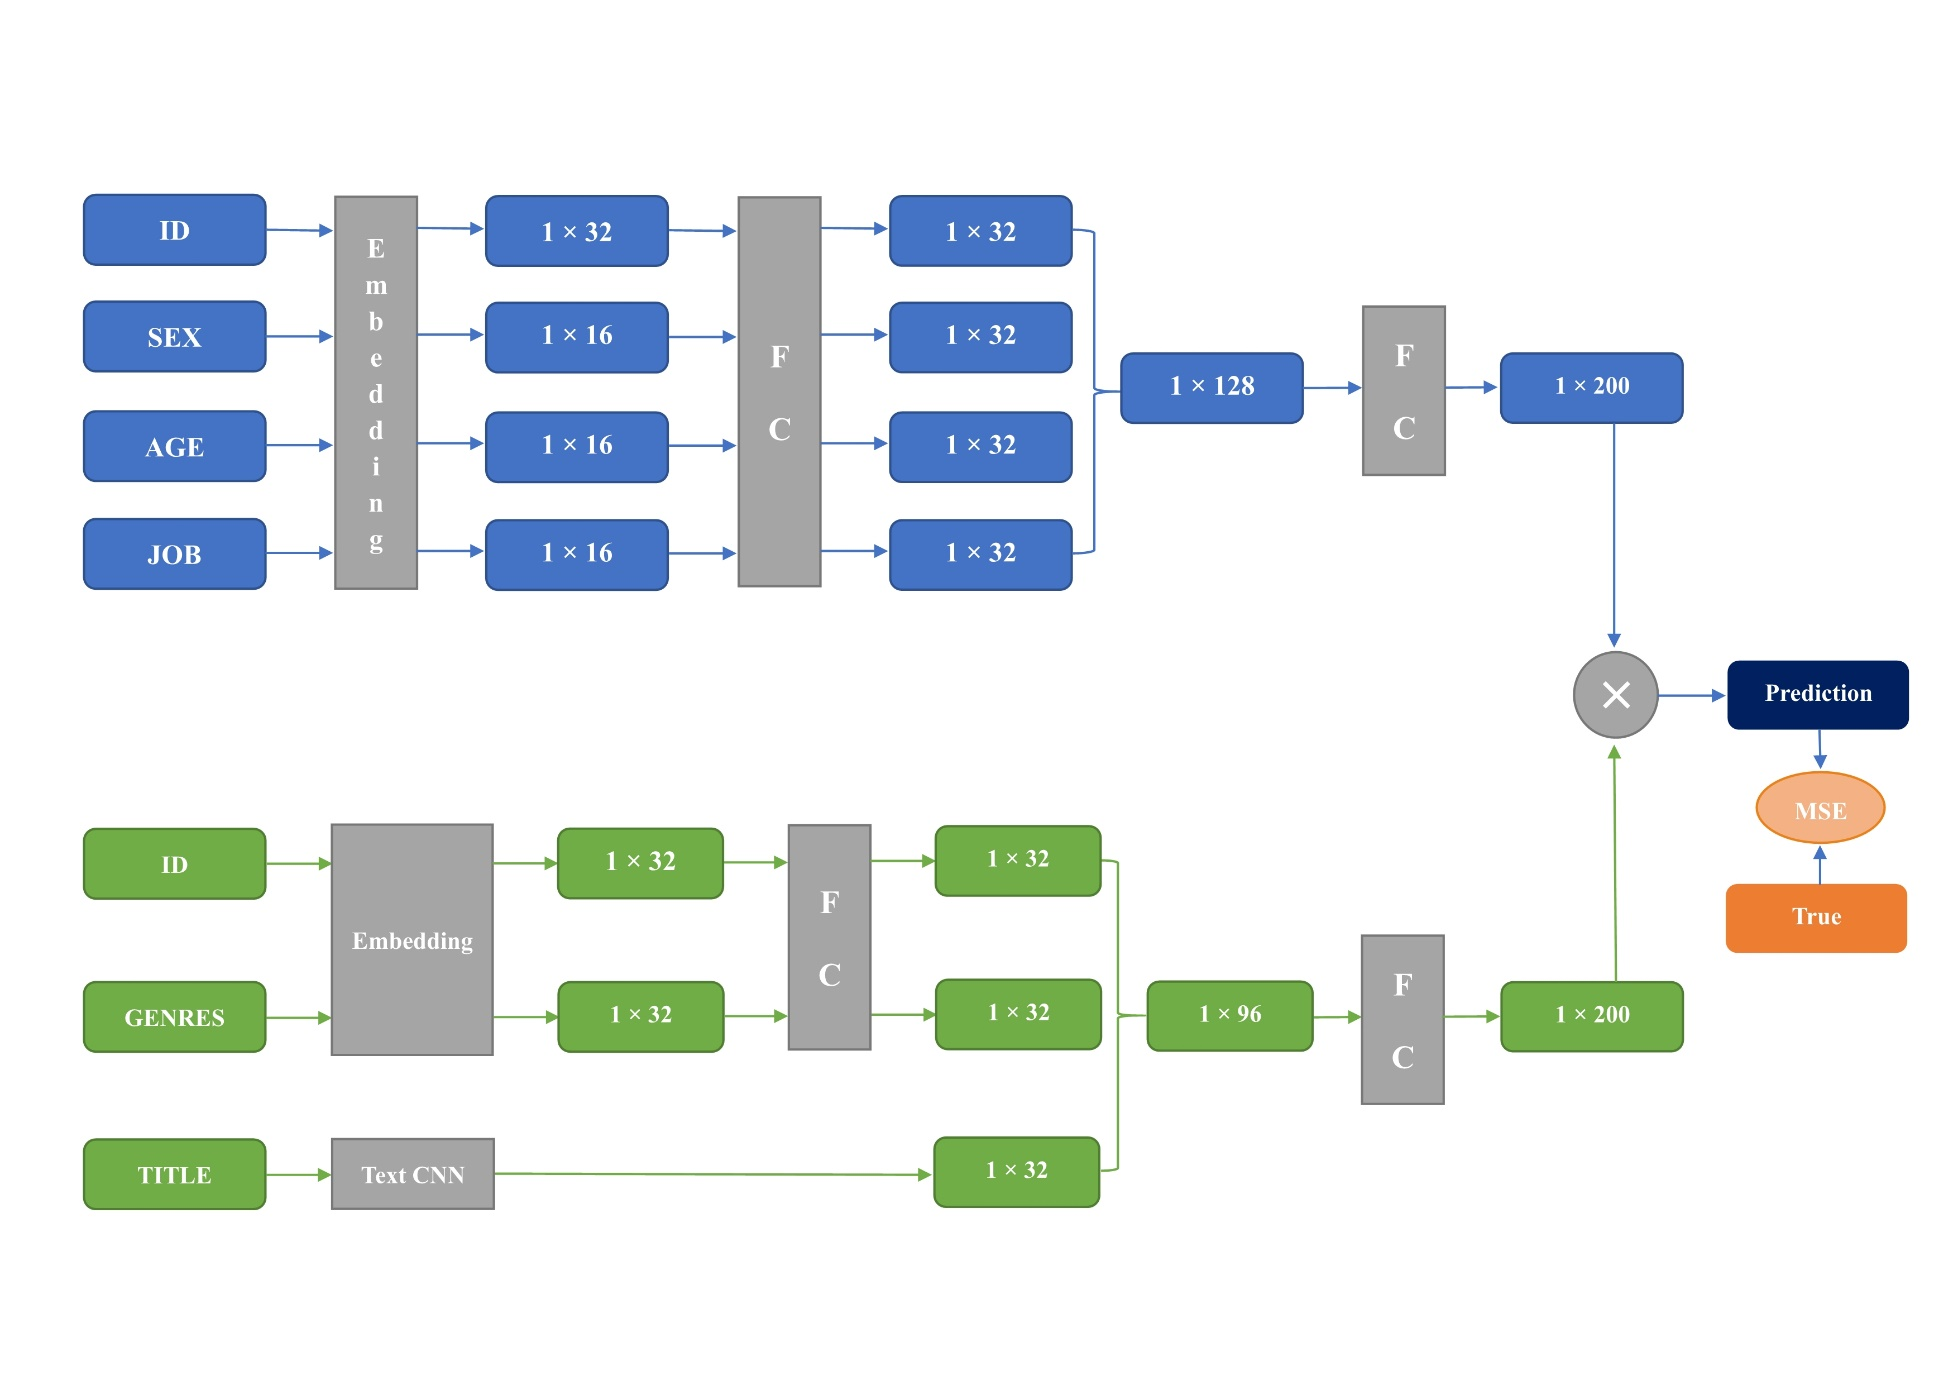 ID
1 × 32
1 × 32
SEX
1 × 16
1 × 32
AGE
1 × 16
1 × 32
JOB
1 × 16
1 × 32
Embedding
F
C
1 × 128
F
C
1 × 200
×
Prediction
MSE
True
ID
1 × 32
1 × 32
Embedding
F
C
GENRES
1 × 32
1 × 32
1 × 96
F
C
1 × 200
TITLE
Text CNN
1 × 32